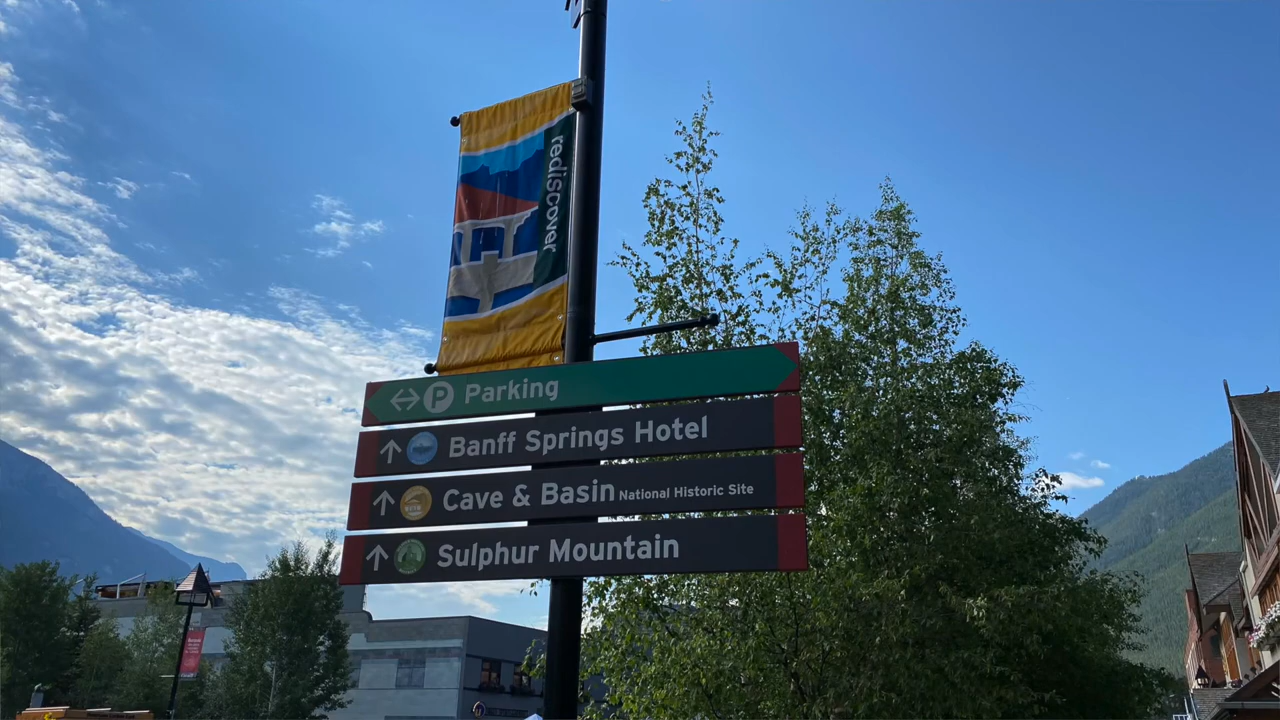 rediscover
P Parking
Banff Springs Hotel
Cave & Basin National Historic Site
Sulphur Mountain